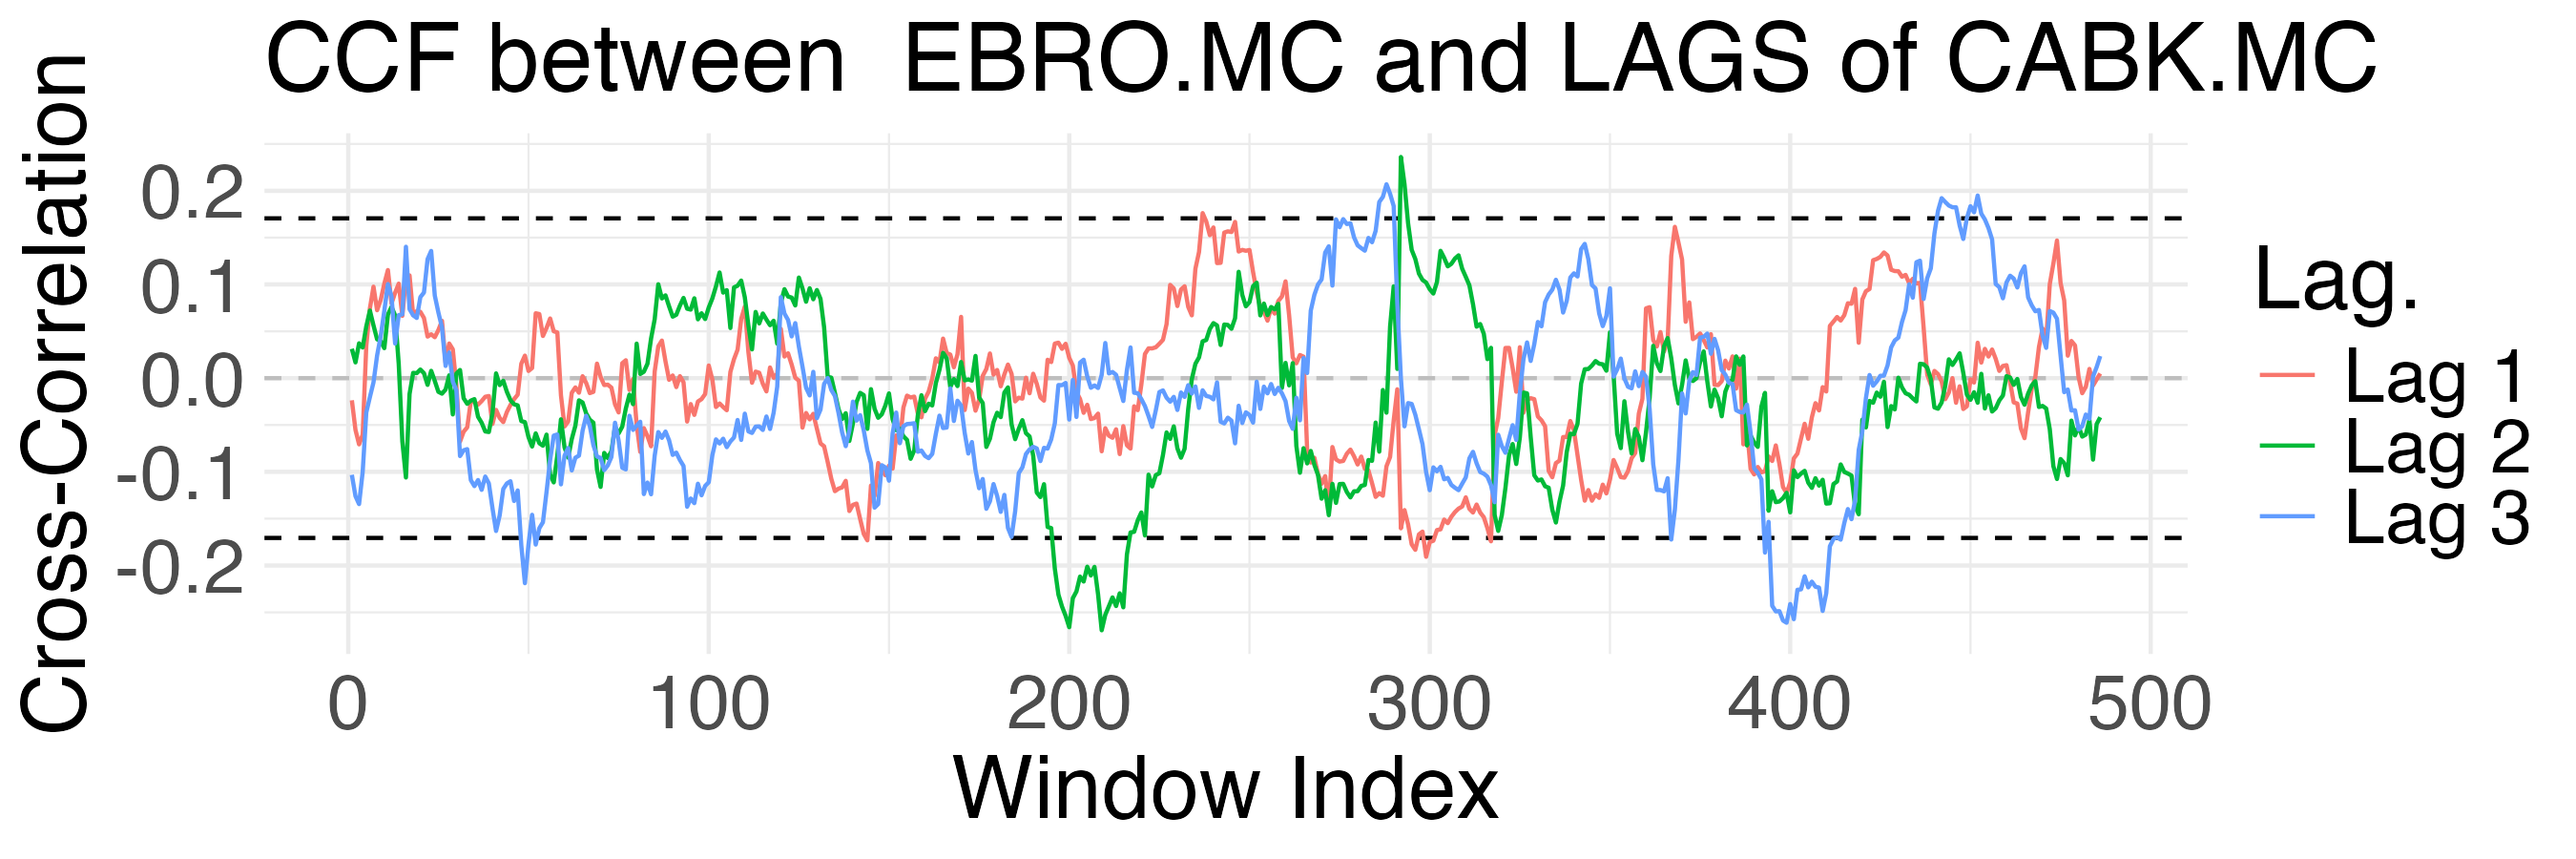 CCF between  EBRO.MC and LAGS of CABK.MC
Cross-Correlation
0.2
0.1
0.0
-0.1
-0.2
0 100 200 300 400 500
Window Index
Lag.
Lag 1
Lag 2
Lag 3